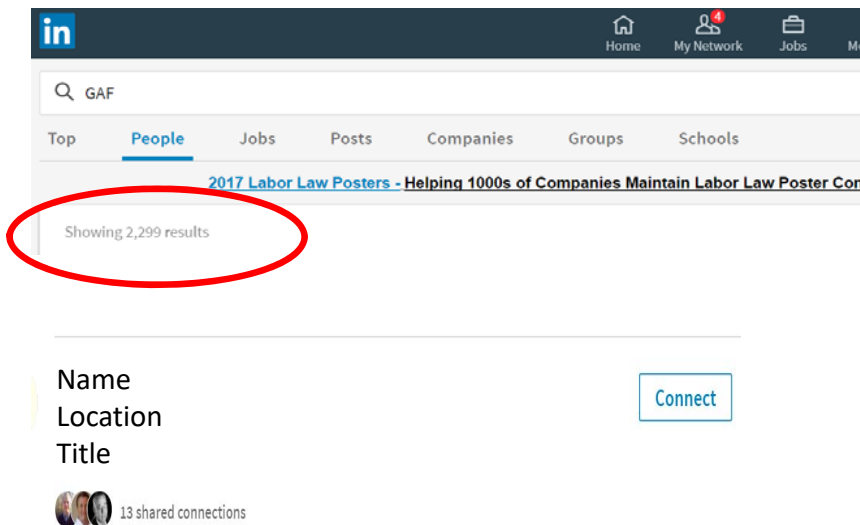 in
4
Home My Network Jobs
GAF
Top People Jobs Posts Companies Groups Schools
2017 Labor Law Posters - Helping 1000s of Companies Maintain Labor Law Poster
Showing 2,299 results
Name
Connect
Location
Title
13 shared connections